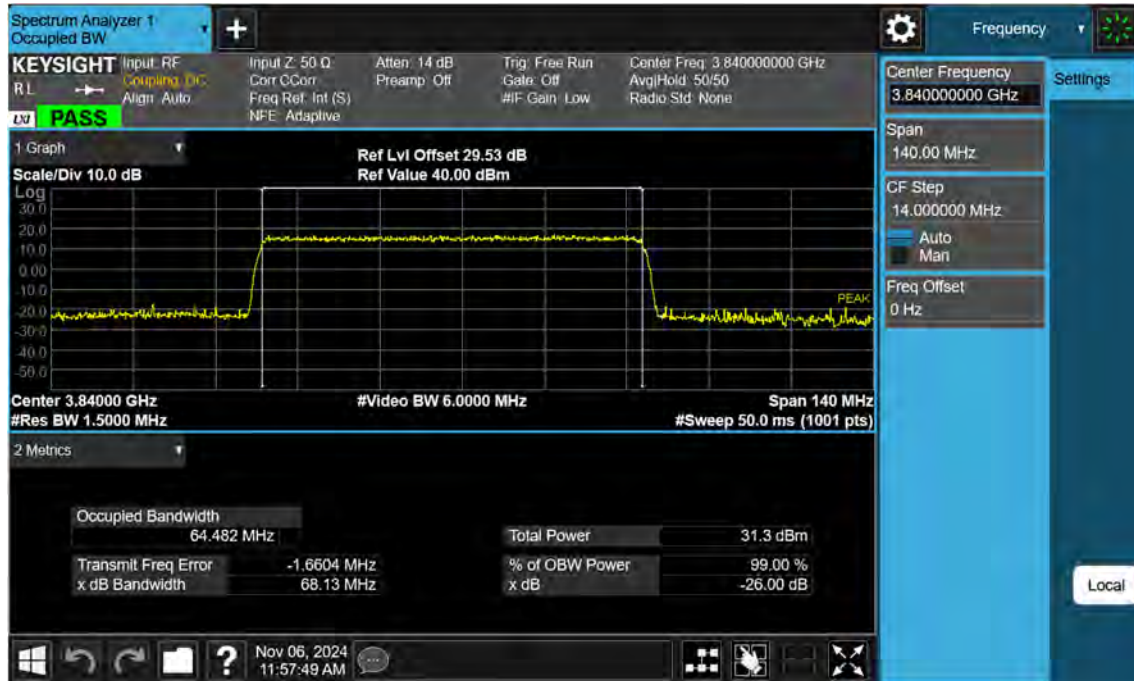 Spectrum Analyzer 1
Occupied BW
+
Frequency
KEYSIGHT
RL
LXI PASS
Input: RF
Coupling: DC
Align: Auto
Input Z: 50 Ω
Corr CCorr
Freq Ref: Int (S)
NFE: Adaptive
Atten: 14 dB
Preamp: Off
Trig: Free Run
Gate: Off
#IF Gain: Low
Center Freq: 3.840000000 GHz
Avg|Hold: 50/50
Radio Std: None
Center Frequency
3.840000000 GHz
Settings
Span
140.00 MHz
CF Step
14.000000 MHz
Auto
Man
Freq Offset
0 Hz
1 Graph
Scale/Div 10.0 dB
Ref Lvl Offset 29.53 dB
Ref Value 40.00 dBm
Log
30.0
20.0
10.0
0.00
-10.0
-20.0
-30.0
-40.0
-50.0
PEAK
Center 3.84000 GHz
#Video BW 6.0000 MHz
Span 140 MHz
#Res BW 1.5000 MHz
#Sweep 50.0 ms (1001 pts)
2 Metrics
Occupied Bandwidth
64.482 MHz
Total Power 31.3 dBm
Transmit Freq Error -1.6604 MHz
% of OBW Power 99.00 %
x dB Bandwidth 68.13 MHz
x dB -26.00 dB
Local
?
Nov 06, 2024
11:57:49 AM